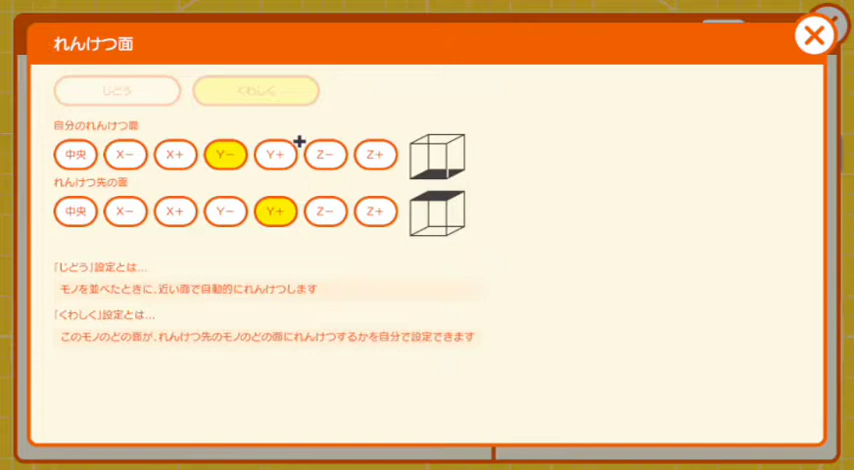 れんけつ面
じどう くわしく
自分のれんけつ面
中央 X− X+ Y− Y+ Z− Z+
れんけつ先の面
中央 X− X+ Y− Y+ Z− Z+
「じどう」設定とは...
モノを並べたときに、近い面で自動的にれんけつします
「くわしく」設定とは...
このモノのどの面が、れんけつ先のモノのどの面にれんけつするかを自分で設定できます